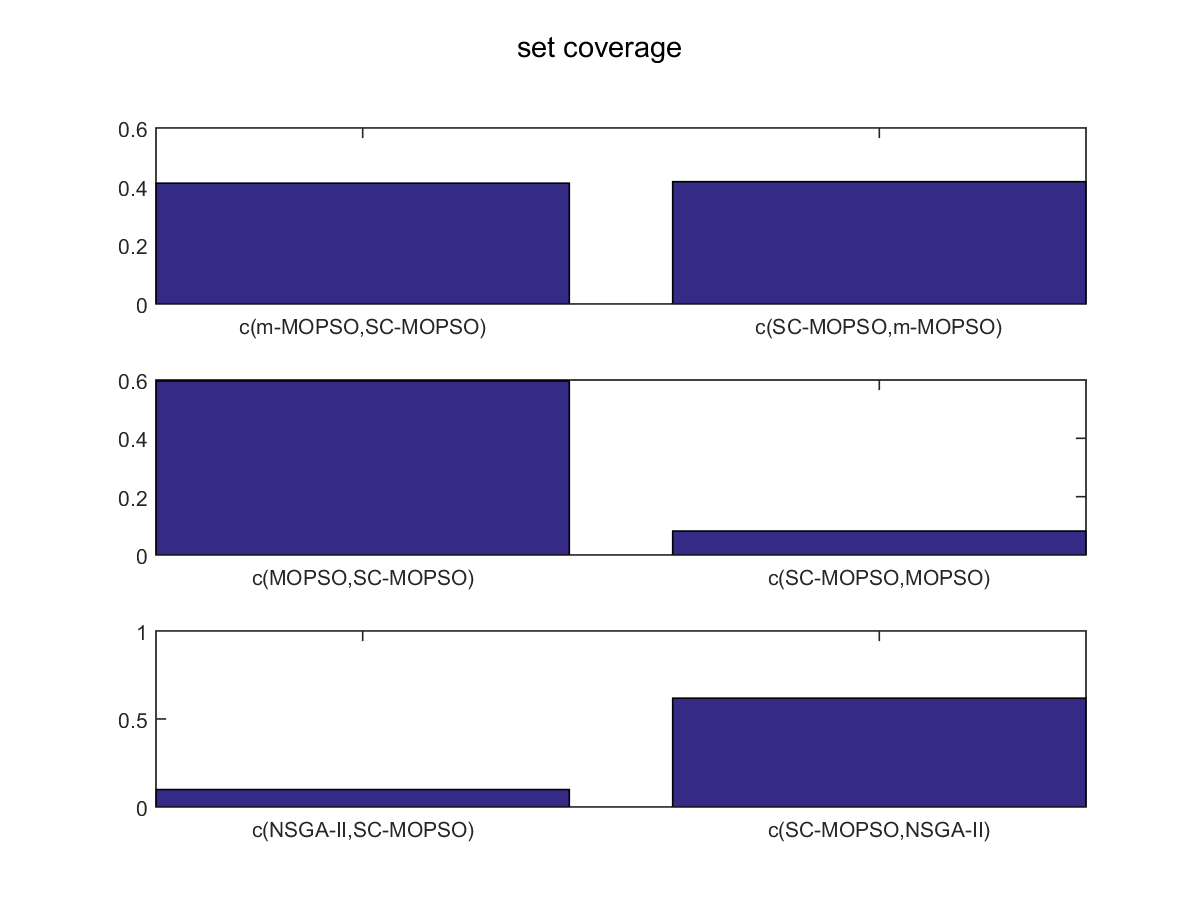 set coverage
0.6
0.4
0.2
0
c(m-MOPSO,SC-MOPSO) c(SC-MOPSO,m-MOPSO)
0.6
0.4
0.2
0
c(MOPSO,SC-MOPSO) c(SC-MOPSO,MOPSO)
1
0.5
0
c(NSGA-II,SC-MOPSO) c(SC-MOPSO,NSGA-II)